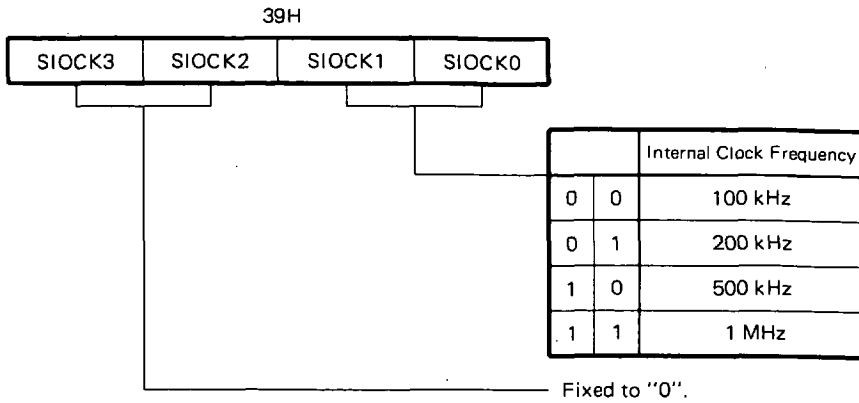 39H
SIOCK3 SIOCK2 SIOCK1 SIOCK0
Internal Clock Frequency
0 0 100 kHz
0 1 200 kHz
1 0 500 kHz
1 1 1 MHz
Fixed to "0".